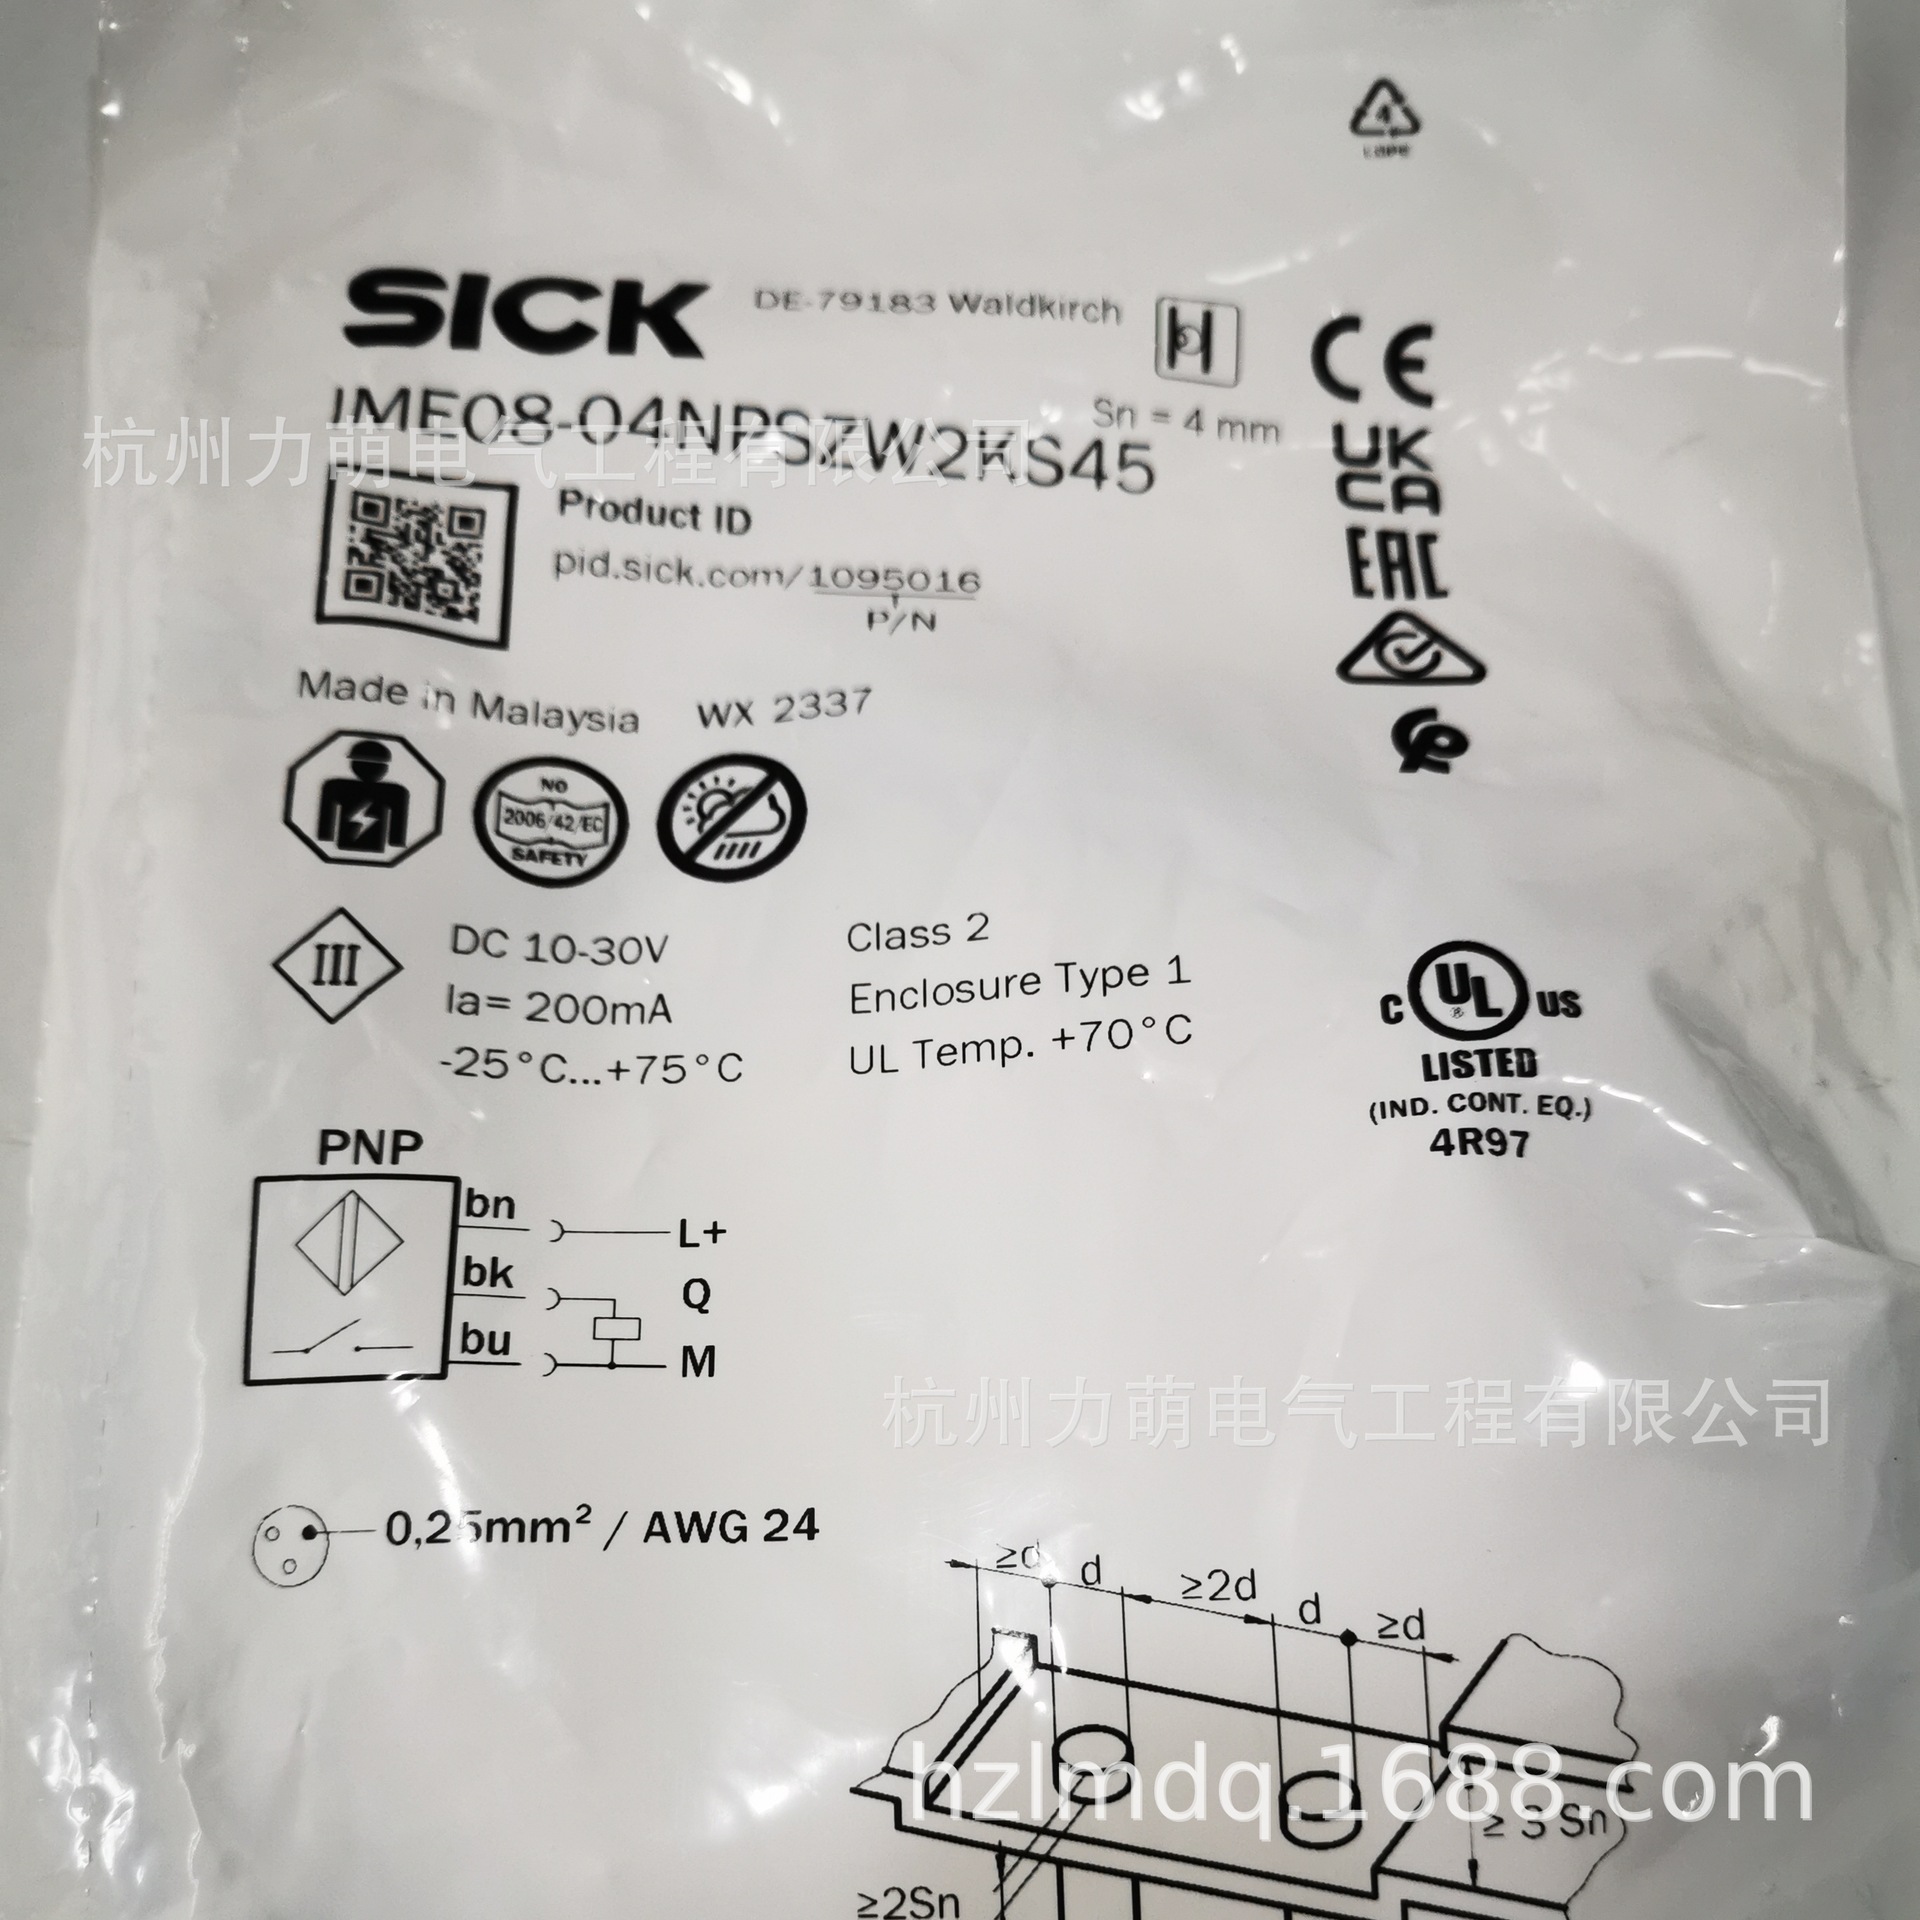 4
LDPE
SICK DE-79183 Waldkirch
IME08-04NPSZW2KS45
Sn = 4 mm
CE
UK
CA
EAC
杭州力萌电气工程有限公司
Product ID
pid.sick.com/1095016
P/N
Made in Malaysia WX 2337
NO
2006/42/EC
SAFETY
III
DC 10-30V
Ia= 200mA
-25°C...+75°C
Class 2
Enclosure Type 1
UL Temp. +70°C
C UL ® US
LISTED
(IND. CONT. EQ.)
4R97
PNP
bn L+
bk Q
bu M
杭州力萌电气工程有限公司
0,25mm² / AWG 24
≥d d ≥2d d ≥d
hzlmdq.1688.com
≥ 3 Sn
≥2Sn